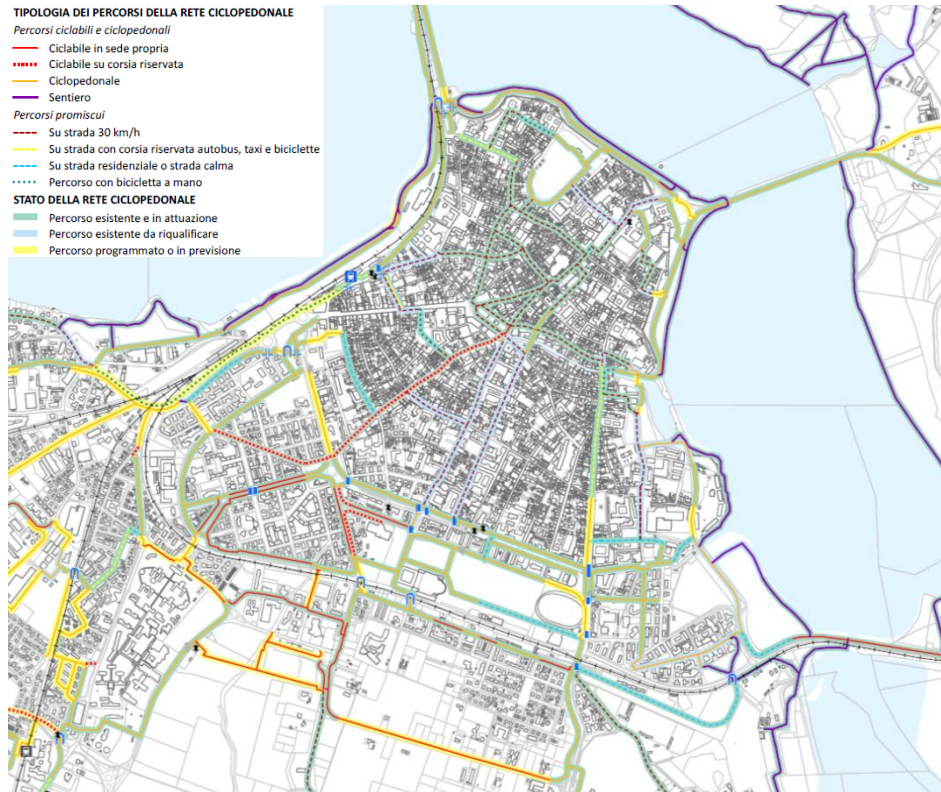 TIPOLOGIA DEI PERCORSI DELLA RETE CICLOPEDONALE
Percorsi ciclabili e ciclopedonali
Ciclabile in sede propria
Ciclabile su corsia riservata
Ciclopedonale
Sentiero
Percorsi promiscui
Su strada 30 km/h
Su strada con corsia riservata autobus, taxi e biciclette
Su strada residenziale o strada calma
Percorso con bicicletta a mano
STATO DELLA RETE CICLOPEDONALE
Percorso esistente e in attuazione
Percorso esistente da riqualificare
Percorso programmato o in previsione